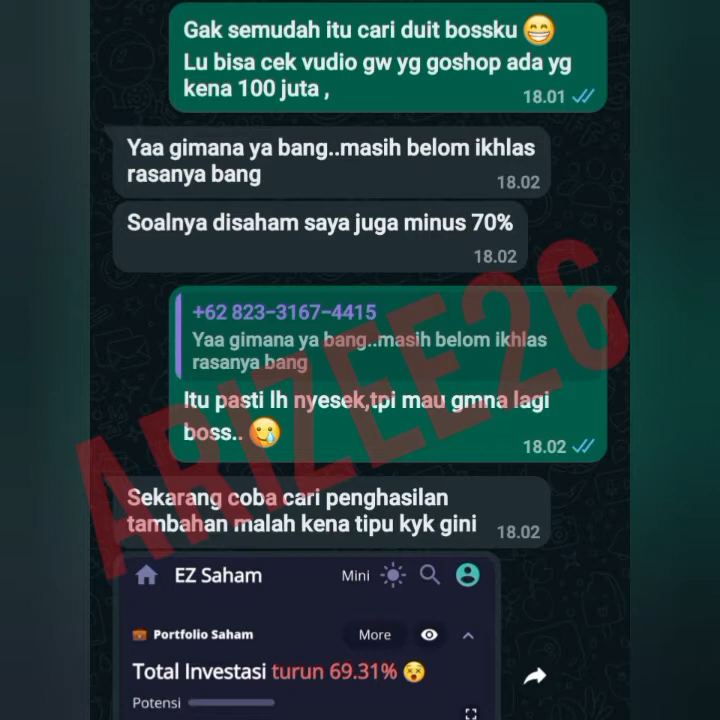 Gak semudah itu cari duit bossku 😁
Lu bisa cek vudio gw yg goshop ada yg
kena 100 juta ,
18.01
Yaa gimana ya bang..masih belom ikhlas
rasanya bang
18.02
Soalnya disaham saya juga minus 70%
18.02
+62 823-3167-4415
Yaa gimana ya bang..masih belom ikhlas
rasanya bang
Itu pasti lh nyesek,tpi mau gmna lagi
boss.. 🥲
18.02
Sekarang coba cari penghasilan
tambahan malah kena tipu kyk gini
18.02
ARIZEE26
EZ Saham Mini
💼 Portfolio Saham More
Total Investasi turun 69.31% 😵
Potensi